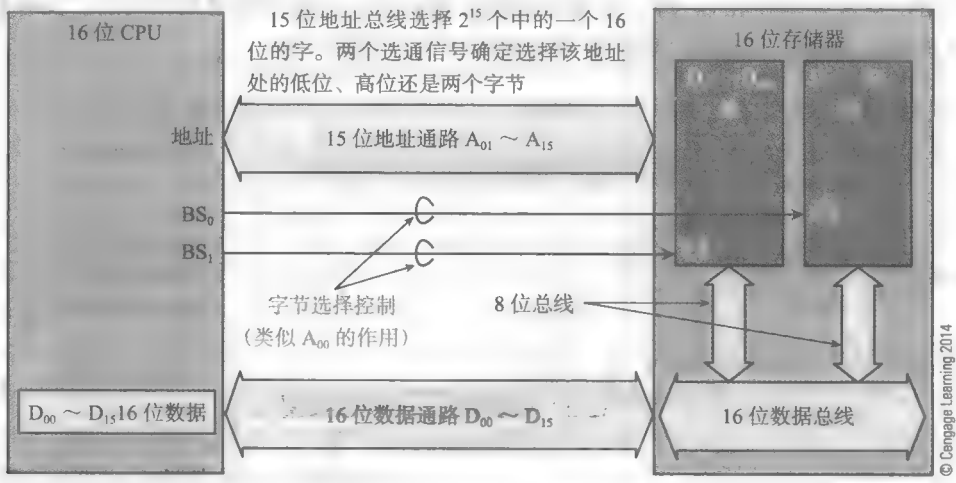 16 位 CPU
15 位地址总线选择 2¹⁵ 个中的一个 16
位的字。两个选通信号确定选择该地址
处的低位、高位还是两个字节
16 位存储器
地址
15 位地址通路 A₀₁ ～ A₁₅
BS₀
BS₁
字节选择控制
（类似 A₀₀ 的作用）
8 位总线
D₀₀ ～ D₁₅16 位数据
16 位数据通路 D₀₀ ～ D₁₅
16 位数据总线
© Cengage Learning 2014